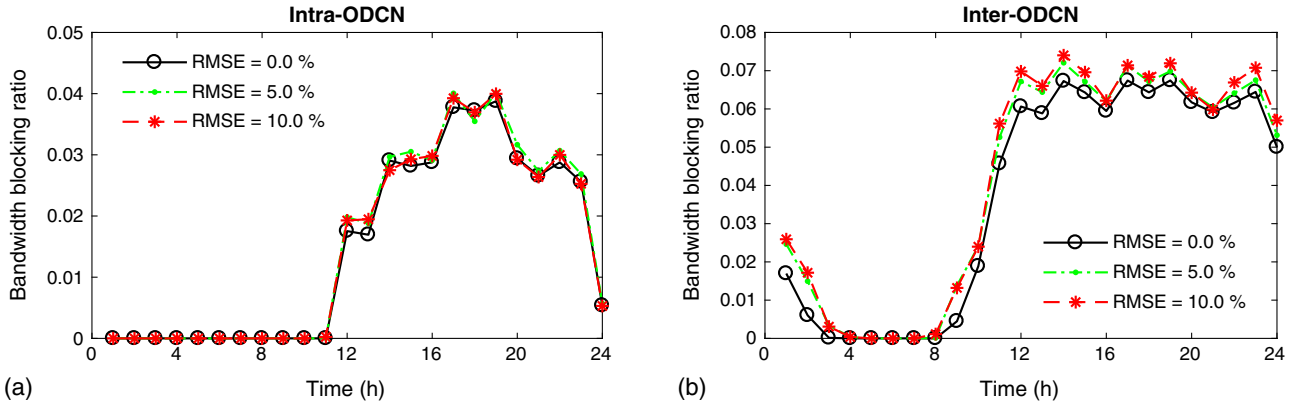 Intra-ODCN
0.05
0.04
0.03
0.02
0.01
0
Bandwidth blocking ratio
RMSE = 0.0 %
RMSE = 5.0 %
RMSE = 10.0 %
0 4 8 12 16 20 24
Time (h)
(a)
Inter-ODCN
0.08
0.07
0.06
0.05
0.04
0.03
0.02
0.01
0
Bandwidth blocking ratio
RMSE = 0.0 %
RMSE = 5.0 %
RMSE = 10.0 %
0 4 8 12 16 20 24
Time (h)
(b)